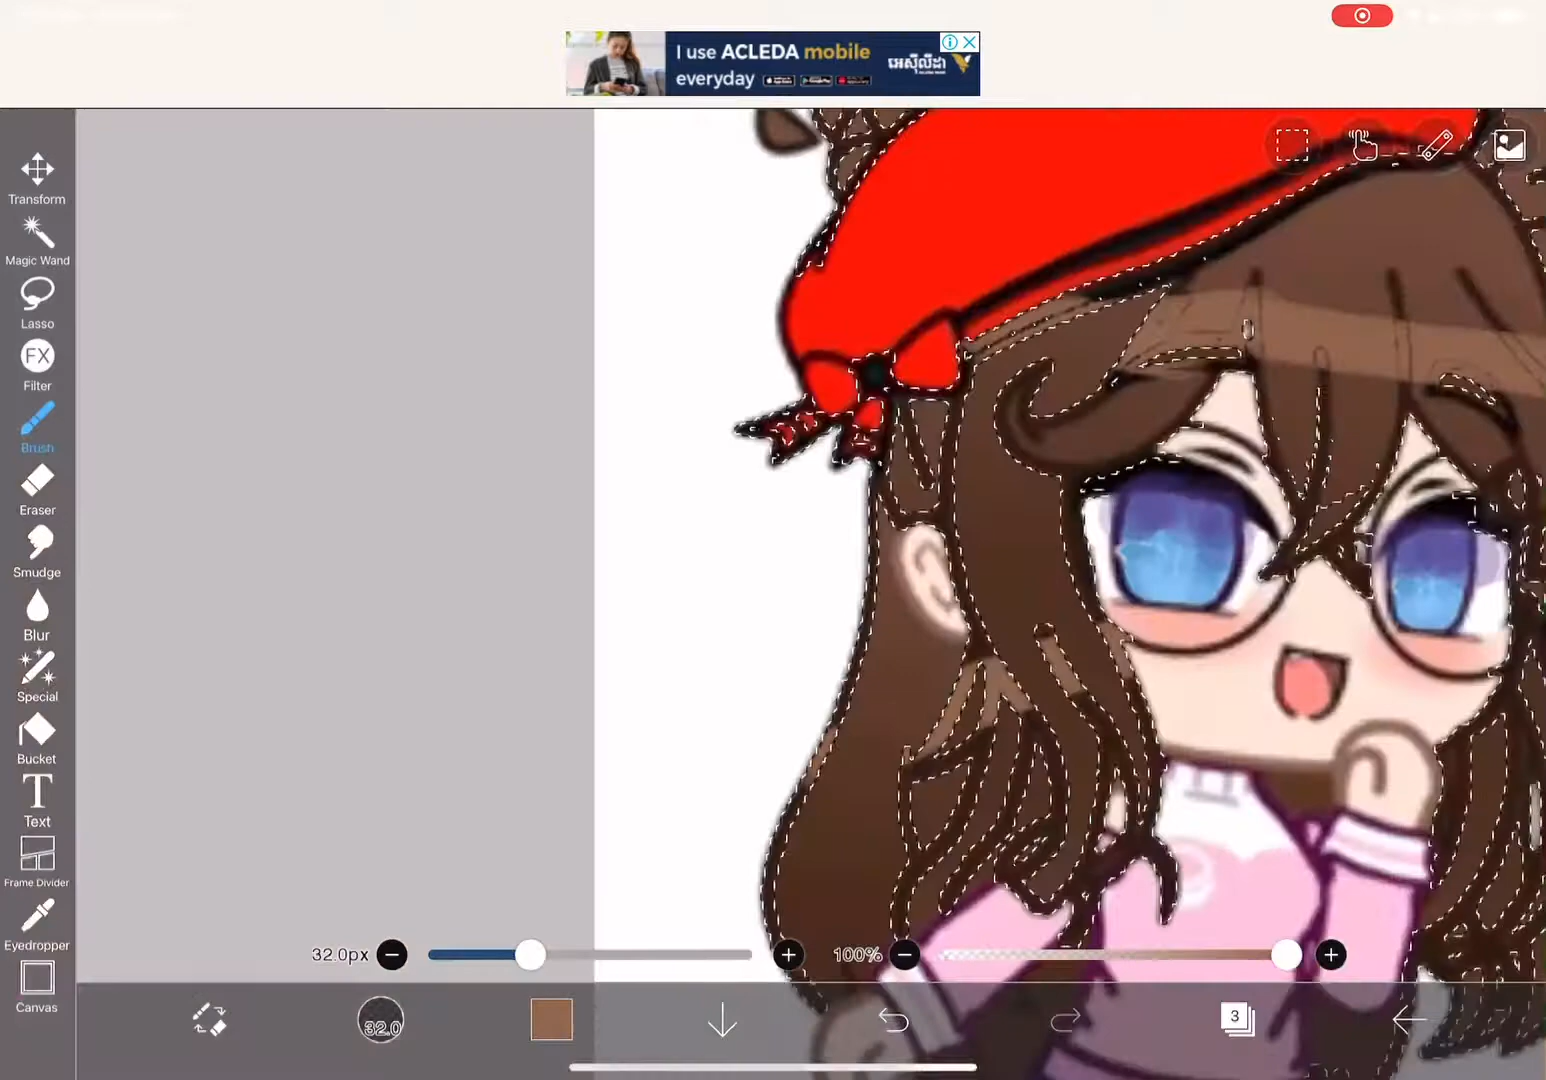 I use ACLEDA mobile
everyday
អេស៊ីលីដា
Transform
Magic Wand
Lasso
FX
Filter
Brush
Eraser
Smudge
Blur
Special
Bucket
T
Text
Frame Divider
Eyedropper
Canvas
32.0px
100%
32.0
3